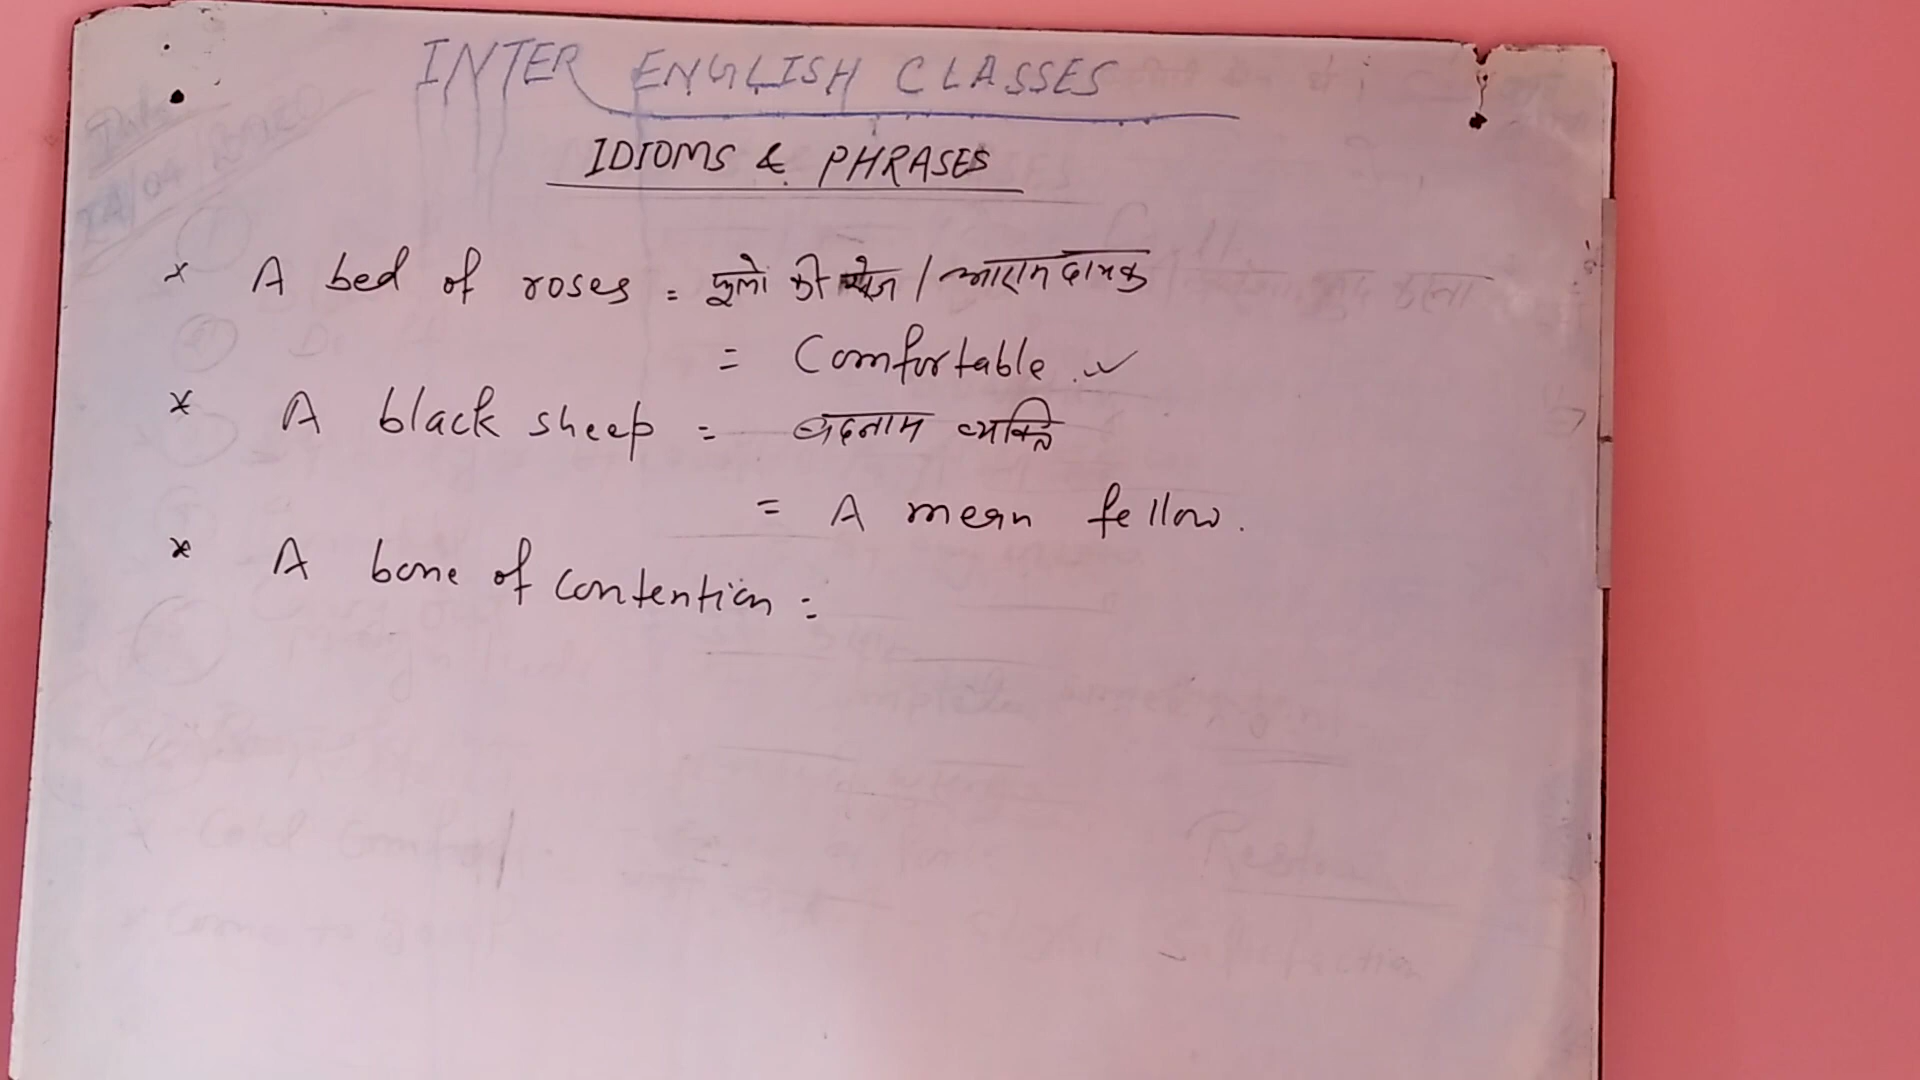 INTER ENGLISH CLASSES
IDIOMS & PHRASES
* A bed of roses = फूलो की सेज / आरामदायक
= Comfortable.
* A black sheep = बदनाम व्यक्ति
= A mean fellow.
* A bone of contention =